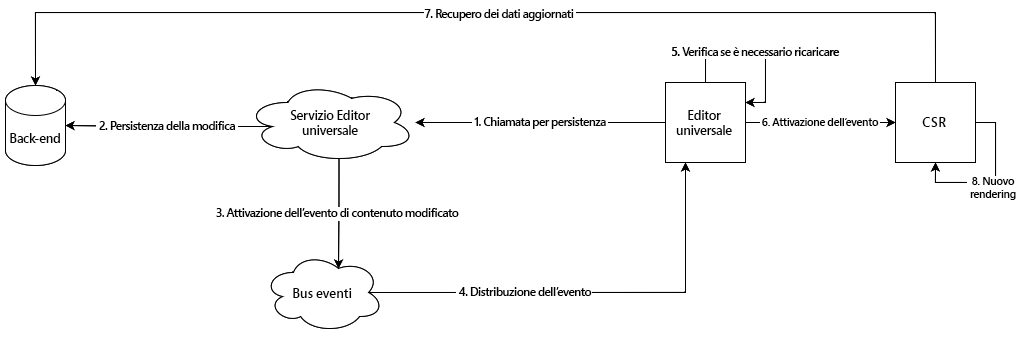 7. Recupero dei dati aggiornati
5. Verifica se è necessario ricaricare
Back-end
2. Persistenza della modifica
Servizio Editor
universale
1. Chiamata per persistenza
Editor
universale
6. Attivazione dell'evento
CSR
8. Nuovo
rendering
3. Attivazione dell'evento di contenuto modificato
Bus eventi
4. Distribuzione dell'evento